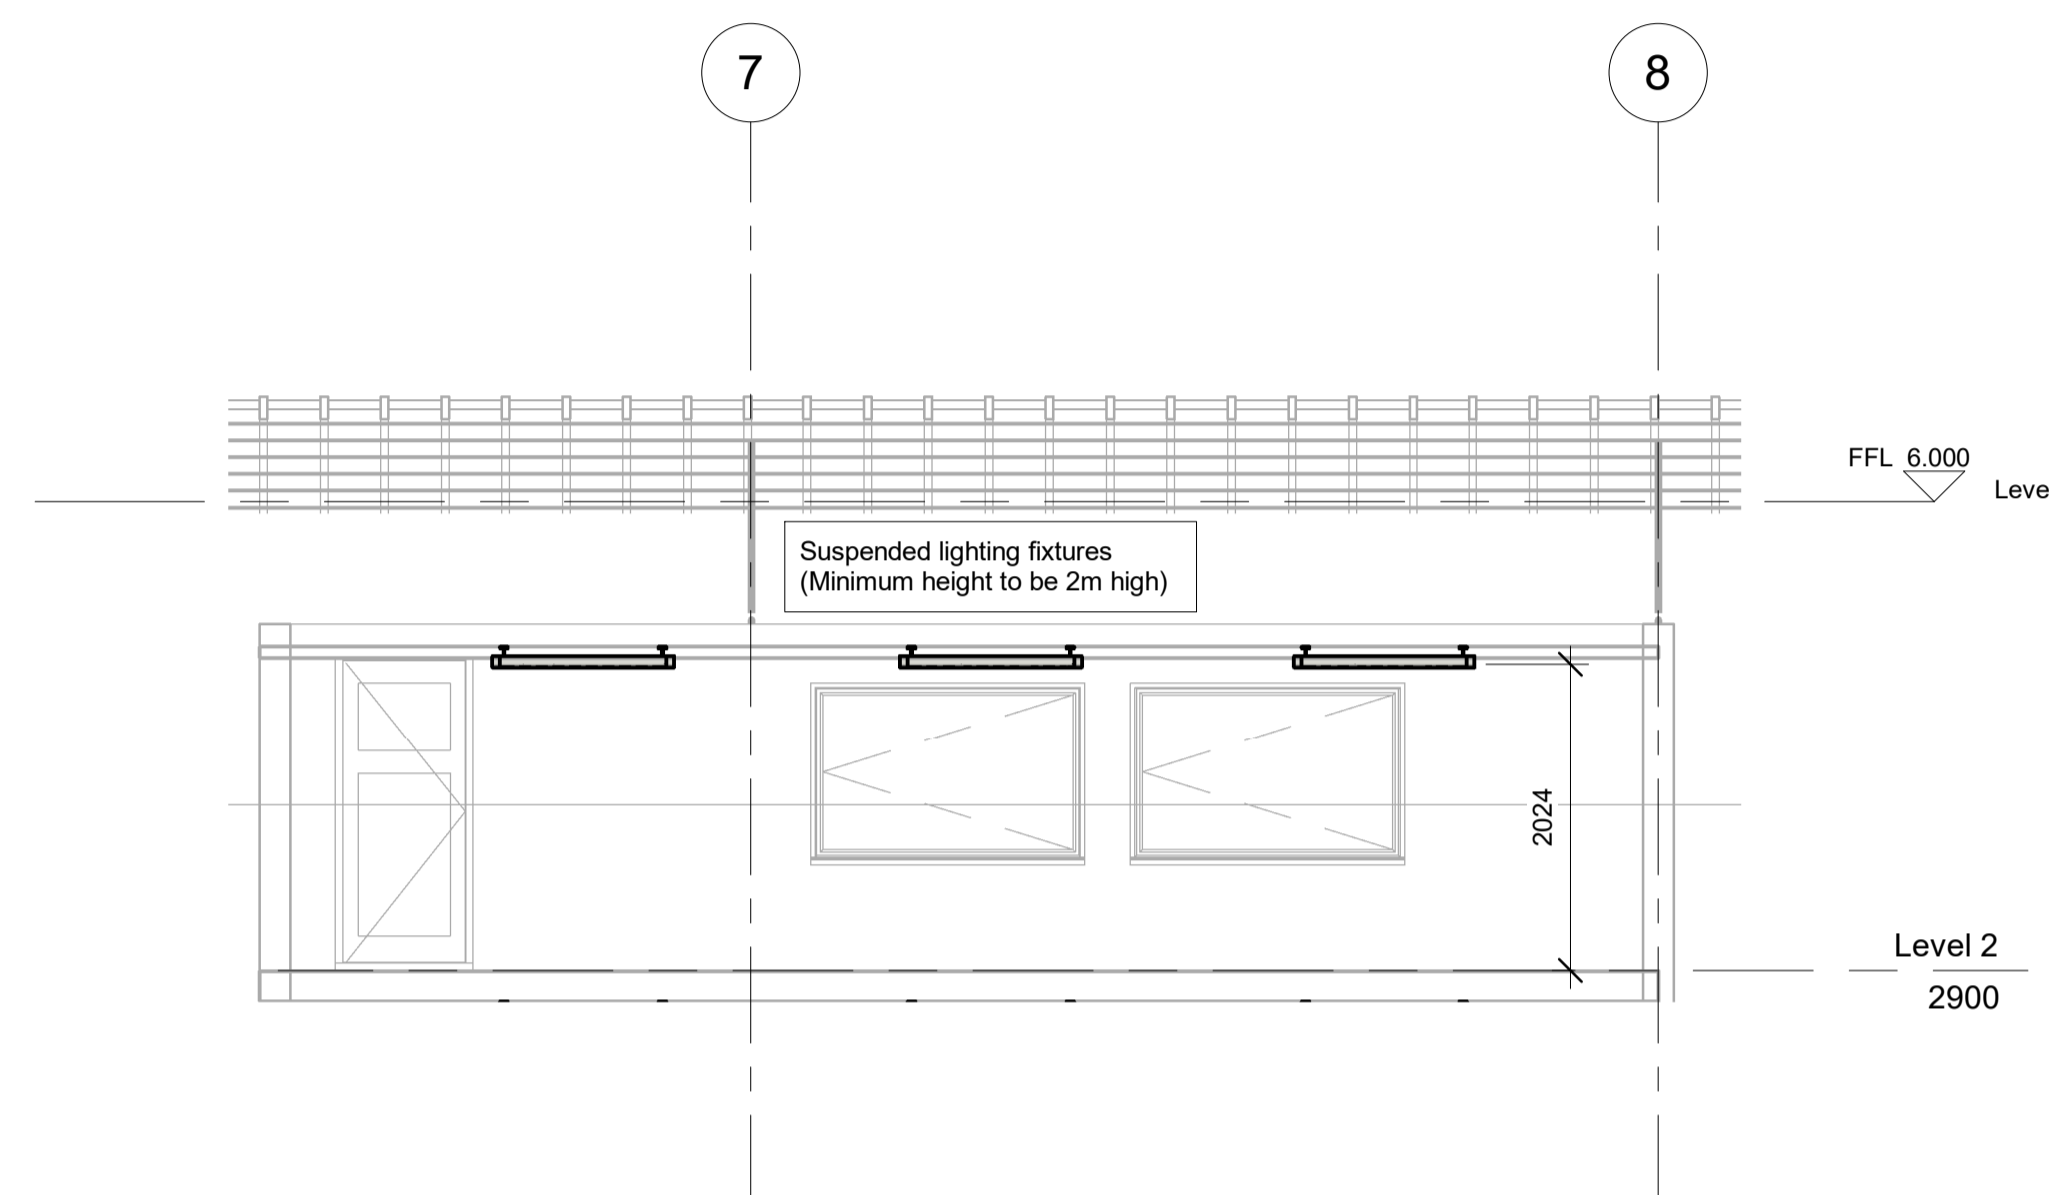 7
8
FFL 6.000
Leve
Suspended lighting fixtures
(Minimum height to be 2m high)
2024
Level 2
2900